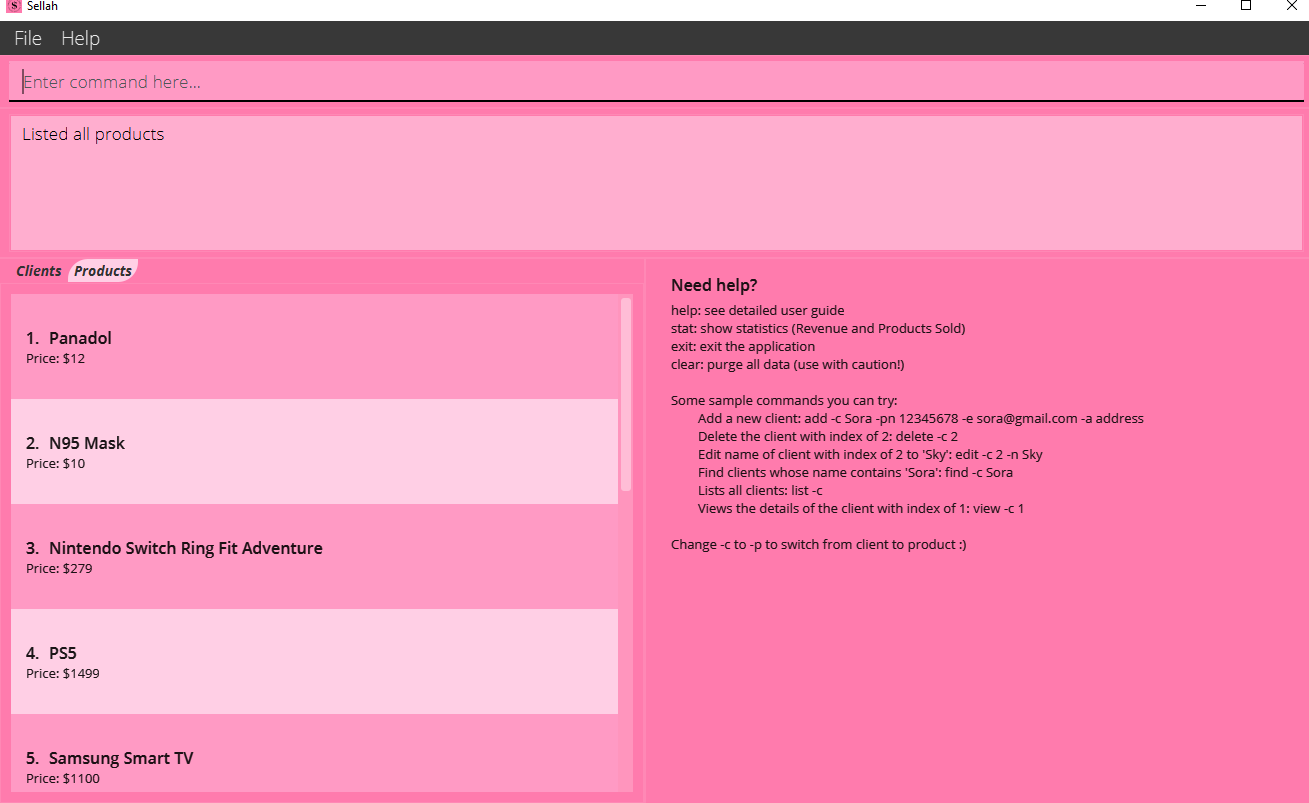 S Sellah
File Help
Enter command here...
Listed all products
Clients Products
1. Panadol
Price: $12
2. N95 Mask
Price: $10
3. Nintendo Switch Ring Fit Adventure
Price: $279
4. PS5
Price: $1499
5. Samsung Smart TV
Price: $1100
Need help?
help: see detailed user guide
stat: show statistics (Revenue and Products Sold)
exit: exit the application
clear: purge all data (use with caution!)
Some sample commands you can try:
Add a new client: add -c Sora -pn 12345678 -e sora@gmail.com -a address
Delete the client with index of 2: delete -c 2
Edit name of client with index of 2 to 'Sky': edit -c 2 -n Sky
Find clients whose name contains 'Sora': find -c Sora
Lists all clients: list -c
Views the details of the client with index of 1: view -c 1
Change -c to -p to switch from client to product :)